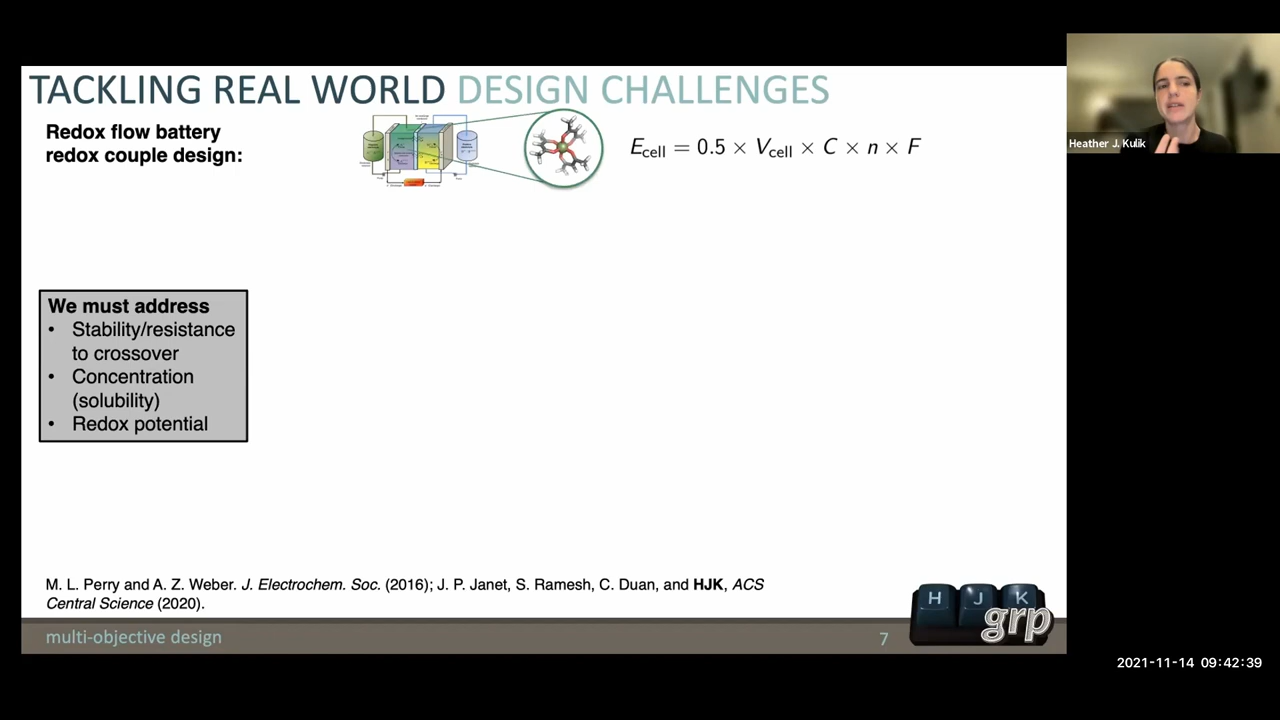 TACKLING REAL WORLD DESIGN CHALLENGES
Redox flow battery
redox couple design:
E_cell = 0.5 × V_cell × C × n × F
Heather J. Kulik
We must address
• Stability/resistance
to crossover
• Concentration
(solubility)
• Redox potential
M. L. Perry and A. Z. Weber. J. Electrochem. Soc. (2016); J. P. Janet, S. Ramesh, C. Duan, and HJK, ACS
Central Science (2020).
H J K
grp
multi-objective design
7
2021-11-14 09:42:39